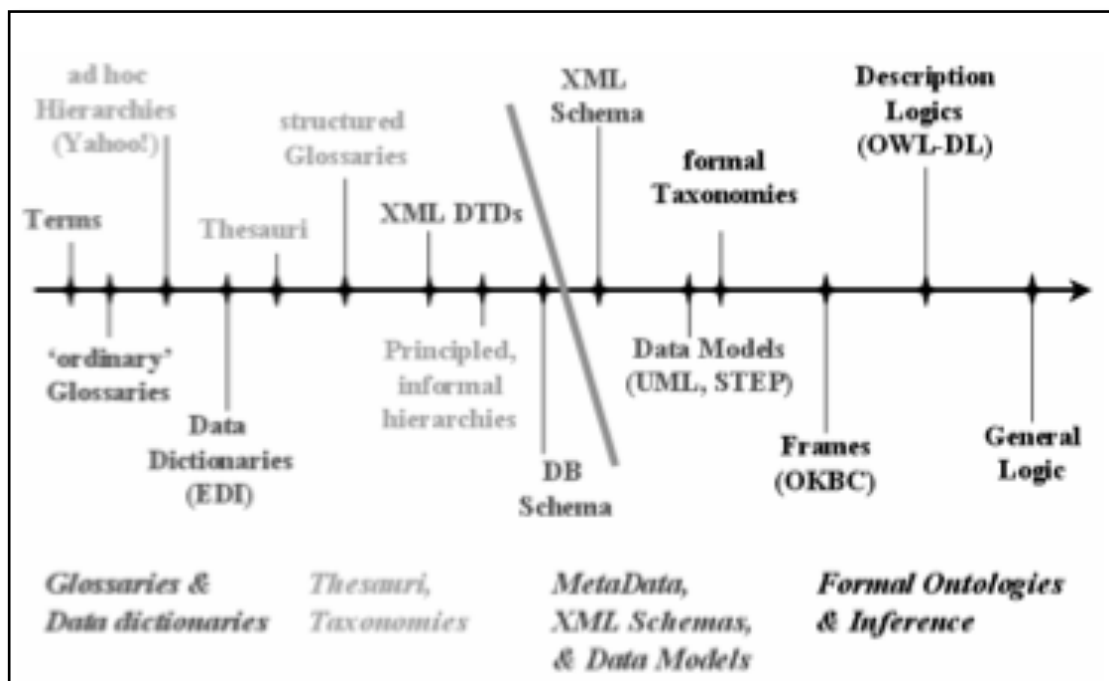 ad hoc
Hierarchies
(Yahoo!)
Terms
'ordinary'
Glossaries
Thesauri
Data
Dictionaries
(EDI)
structured
Glossaries
XML DTDs
Principled,
informal
hierarchies
DB
Schema
XML
Schema
Data Models
(UML, STEP)
formal
Taxonomies
Frames
(OKBC)
Description
Logics
(OWL-DL)
General
Logic
Glossaries &
Data dictionaries
Thesauri,
Taxonomies
MetaData,
XML Schemas,
& Data Models
Formal Ontologies
& Inference